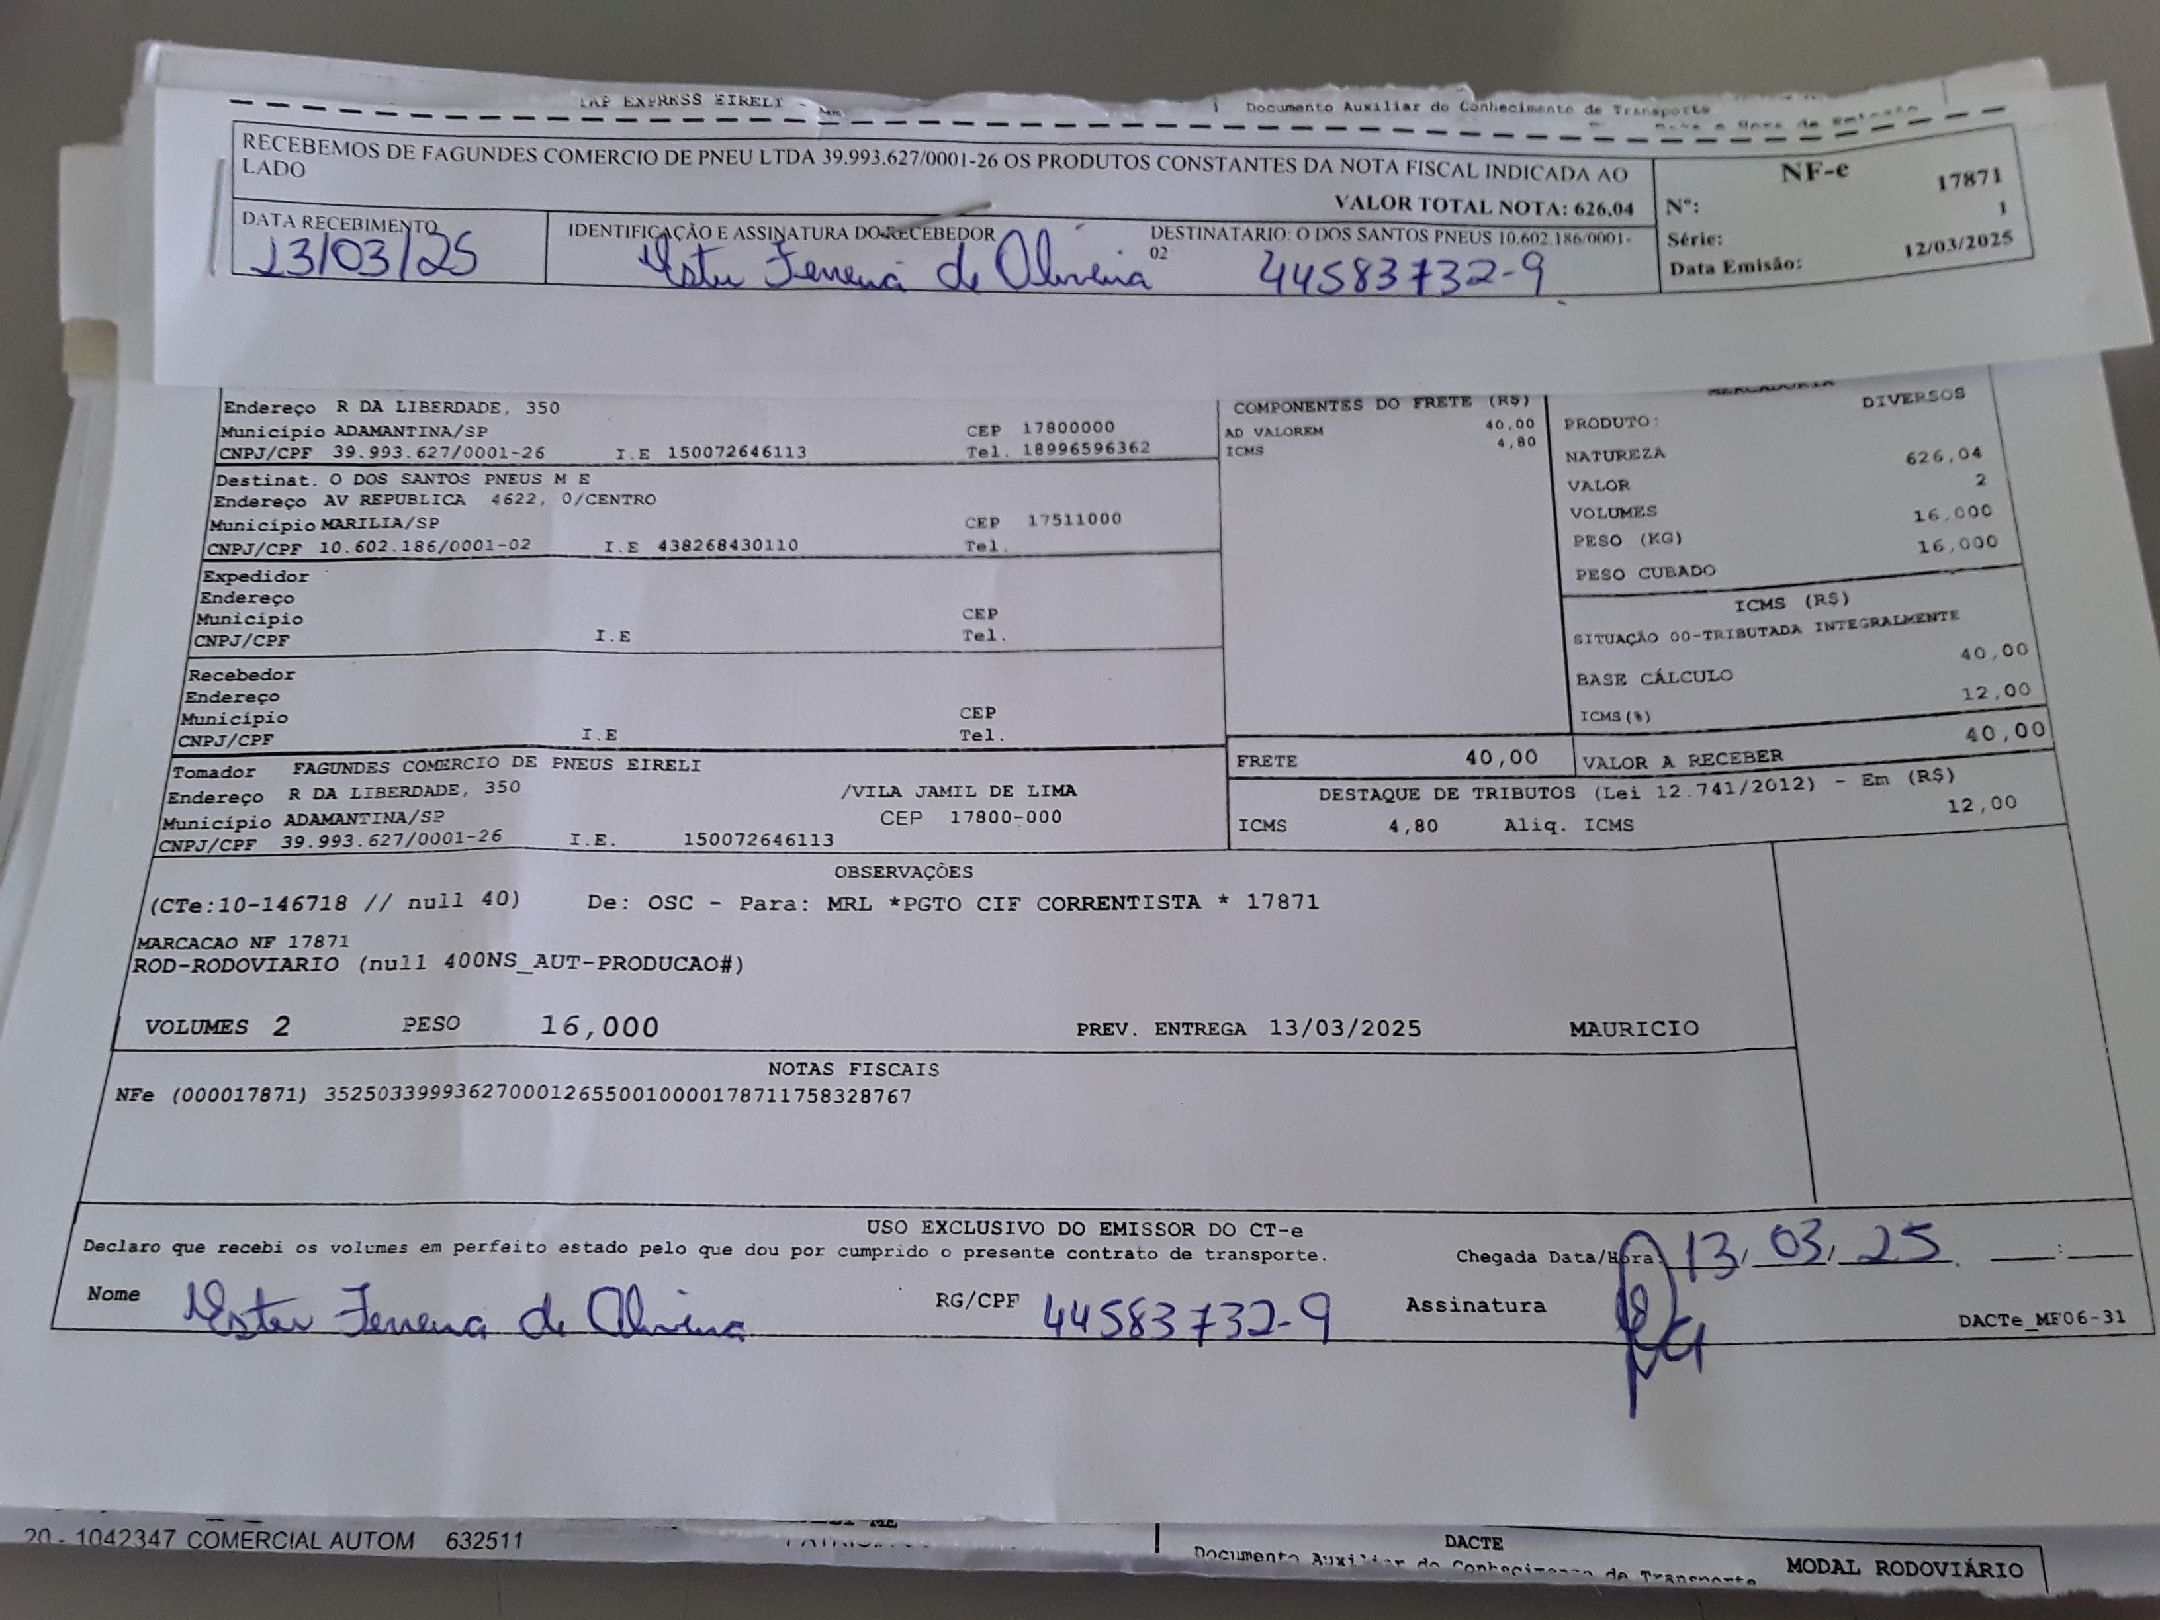 TAP EXPRESS EIRELI -
Documento Auxiliar do Conhecimento de Transporte
RECEBEMOS DE FAGUNDES COMERCIO DE PNEU LTDA 39.993.627/0001-26 OS PRODUTOS CONSTANTES DA NOTA FISCAL INDICADA AO
LADO
VALOR TOTAL NOTA: 626,04
NF-e
Nº: 17871
Série: 1
Data Emisão: 12/03/2025
DATA RECEBIMENTO
13/03/25
IDENTIFICAÇÃO E ASSINATURA DO RECEBEDOR
Ester Ferreira de Oliveira
DESTINATARIO: O DOS SANTOS PNEUS 10.602.186/0001-
02
44583732-9
Endereço R DA LIBERDADE, 350
Município ADAMANTINA/SP CEP 17800000
CNPJ/CPF 39.993.627/0001-26 I.E 150072646113 Tel. 18996596362
Destinat. O DOS SANTOS PNEUS M E
Endereço AV REPUBLICA 4622, 0/CENTRO
Município MARILIA/SP CEP 17511000
CNPJ/CPF 10.602.186/0001-02 I.E 438268430110 Tel.
Expedidor
Endereço
Município CEP
CNPJ/CPF I.E Tel.
Recebedor
Endereço
Município CEP
CNPJ/CPF I.E Tel.
Tomador FAGUNDES COMERCIO DE PNEUS EIRELI
Endereço R DA LIBERDADE, 350 /VILA JAMIL DE LIMA
Município ADAMANTINA/SP CEP 17800-000
CNPJ/CPF 39.993.627/0001-26 I.E. 150072646113
COMPONENTES DO FRETE (R$)
AD VALOREM 40,00
ICMS 4,80
MERCADORIA
PRODUTO: DIVERSOS
NATUREZA
VALOR 626,04
VOLUMES 2
PESO (KG) 16,000
PESO CUBADO 16,000
ICMS (R$)
SITUAÇÃO 00-TRIBUTADA INTEGRALMENTE
BASE CÁLCULO 40,00
ICMS(%) 12,00
FRETE 40,00 VALOR A RECEBER 40,00
DESTAQUE DE TRIBUTOS (Lei 12.741/2012) - Em (R$)
ICMS 4,80 Aliq. ICMS 12,00
OBSERVAÇÕES
(CTe:10-146718 // null 40) De: OSC - Para: MRL *PGTO CIF CORRENTISTA * 17871
MARCACAO NF 17871
ROD-RODOVIARIO (null 400NS_AUT-PRODUCAO#)
VOLUMES 2 PESO 16,000 PREV. ENTREGA 13/03/2025 MAURICIO
NOTAS FISCAIS
NFe (000017871) 35250339993627000126550010000178711758328767
USO EXCLUSIVO DO EMISSOR DO CT-e
Declaro que recebi os volumes em perfeito estado pelo que dou por cumprido o presente contrato de transporte. Chegada Data/Hora 13/03/25 __:__
Nome Ester Ferreira de Oliveira RG/CPF 44583732-9 Assinatura
DACTe_MF06-31
20 - 1042347 COMERCIAL AUTOM 632511
DACTE
Documento Auxiliar do Conhecimento de Transporte
MODAL RODOVIÁRIO